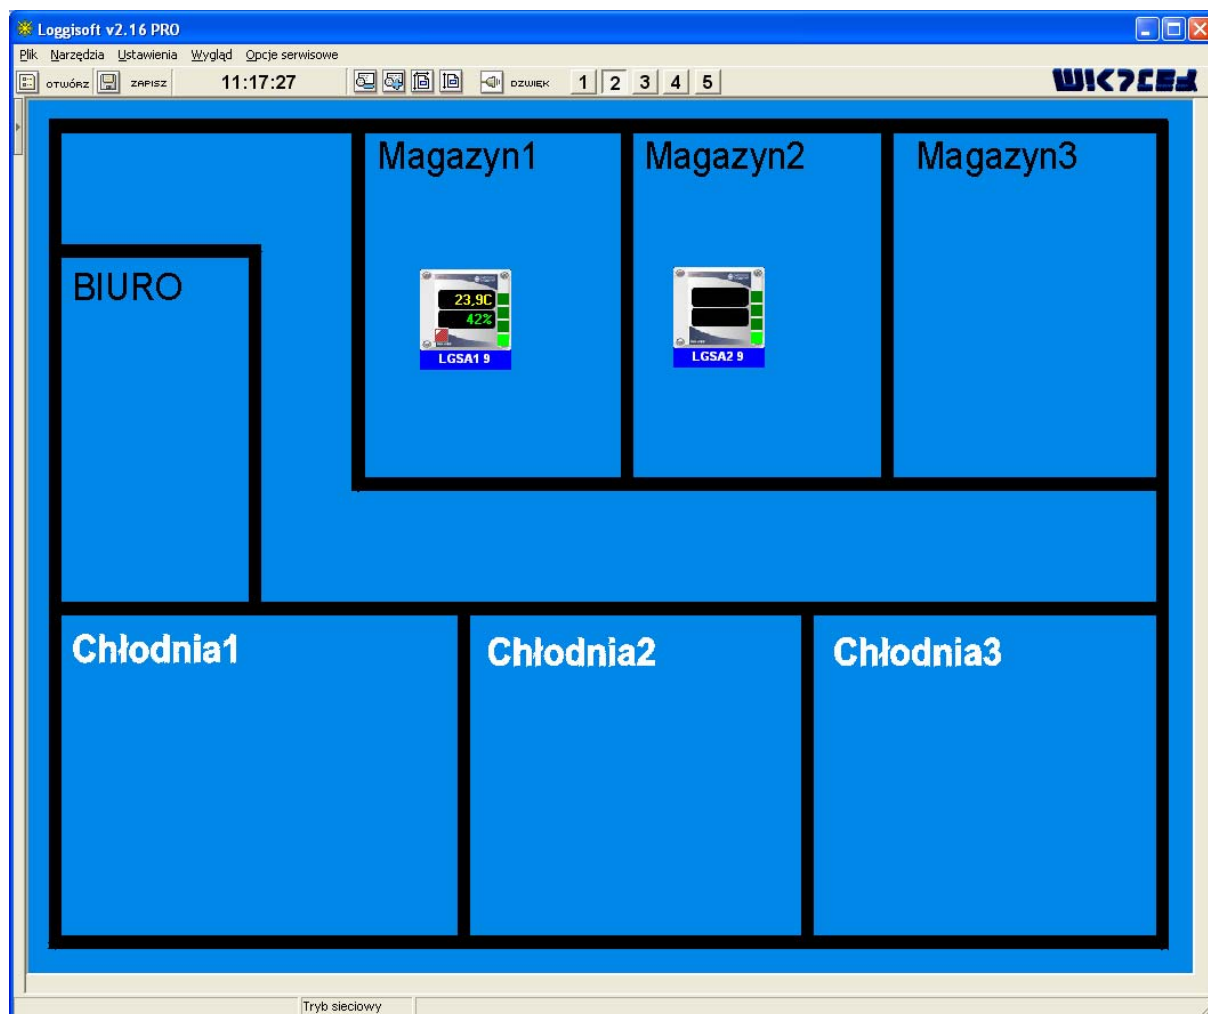 Loggisoft v2.16 PRO
Plik Narzędzia Ustawienia Wygląd Opcje serwisowe
OTWÓRZ ZAPISZ 11:17:27 DZWIĘK 1 2 3 4 5
Magazyn1 Magazyn2 Magazyn3
BIURO
23,9C
42%
LGSA1 9 LGSA2 9
Chłodnia1 Chłodnia2 Chłodnia3
Tryb sieciowy